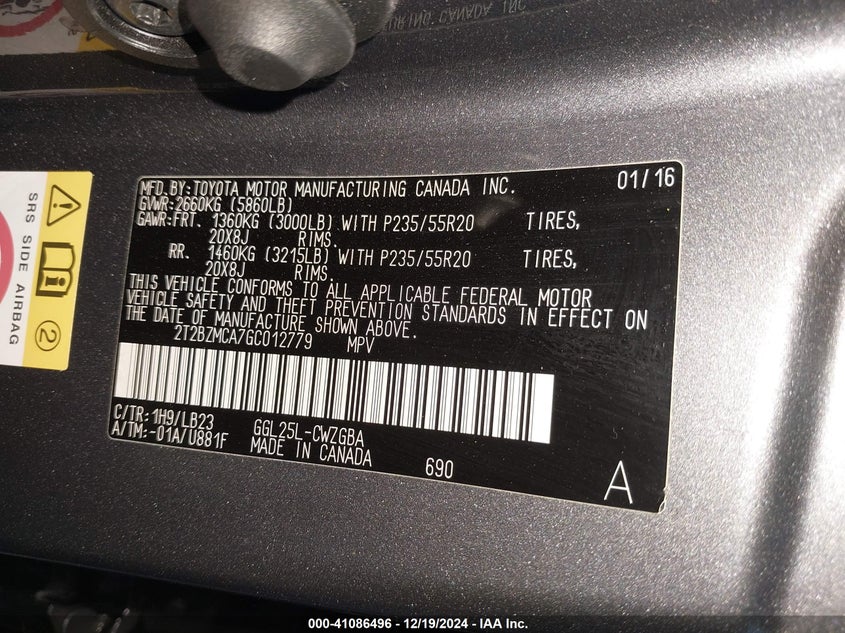 MFD.BY:TOYOTA MOTOR MANUFACTURING CANADA INC. 01/16
GVWR:2660KG (5860LB)
GAWR:FRT. 1360KG (3000LB) WITH P235/55R20 TIRES,
20X8J RIMS.
RR. 1460KG (3215LB) WITH P235/55R20 TIRES,
20X8J RIMS.
THIS VEHICLE CONFORMS TO ALL APPLICABLE FEDERAL MOTOR
VEHICLE SAFETY AND THEFT PREVENTION STANDARDS IN EFFECT ON
THE DATE OF MANUFACTURE SHOWN ABOVE.
2T2BZMCA7GC012779 MPV
C/TR:1H9/LB23 GGL25L-CWZGBA
A/TM:-01A/U881F MADE IN CANADA 690
A
SRS SIDE AIRBAG
2
000-41086496 - 12/19/2024 - IAA Inc.